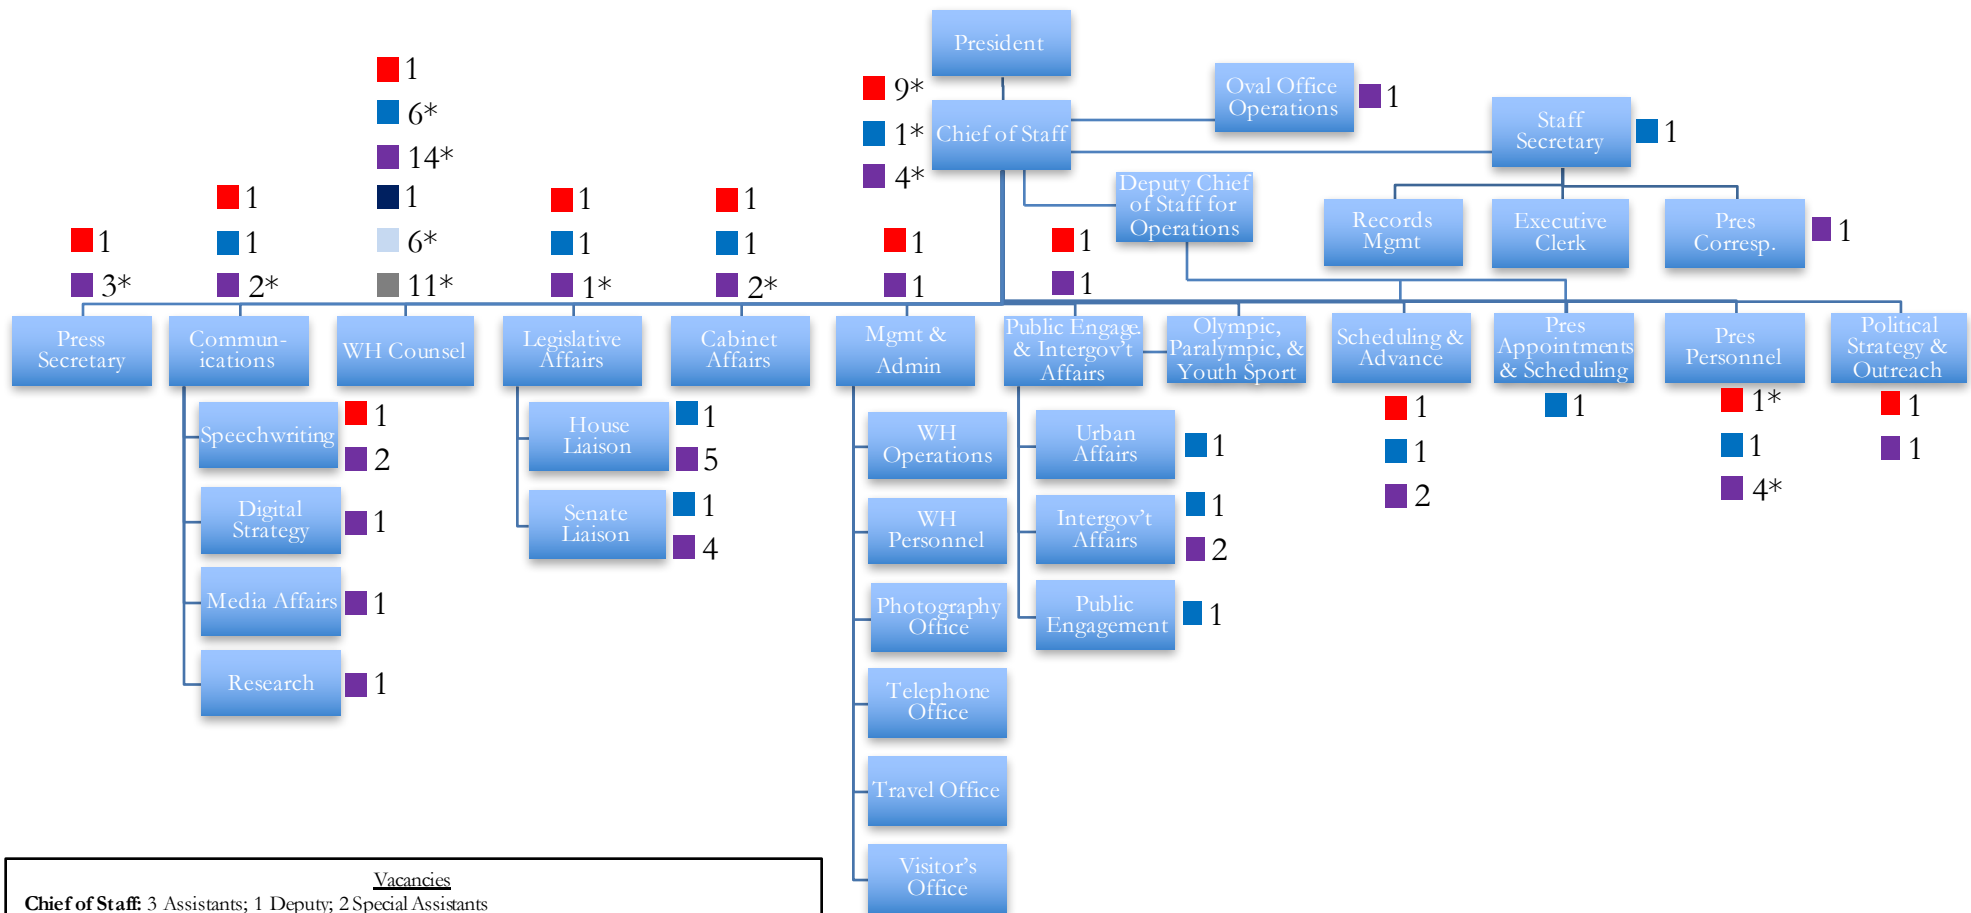 President
9*
1*
4*
Chief of Staff
Oval Office
Operations
1
Staff
Secretary
1
Deputy Chief
of Staff for
Operations
Records
Mgmt
Executive
Clerk
Pres
Corresp.
1
1
3*
1
1
2*
1
6*
14*
1
6*
11*
1
1
1*
1
1
2*
1
1
1
1
Press
Secretary
Commun-
ications
WH Counsel
Legislative
Affairs
Cabinet
Affairs
Mgmt &
Admin
Public Engage.
& Intergov't
Affairs
Olympic,
Paralympic, &
Youth Sport
Scheduling &
Advance
Pres
Appointments
& Scheduling
Pres
Personnel
Political
Strategy &
Outreach
Speechwriting
1
2
Digital
Strategy
1
Media Affairs
1
Research
1
House
Liaison
1
5
Senate
Liaison
1
4
WH
Operations
WH
Personnel
Photography
Office
Telephone
Office
Travel Office
Visitor's
Office
Urban
Affairs
1
Intergov't
Affairs
1
2
Public
Engagement
1
1
1
2
1
1*
1
4*
1
1
Vacancies
Chief of Staff: 3 Assistants; 1 Deputy; 2 Special Assistants